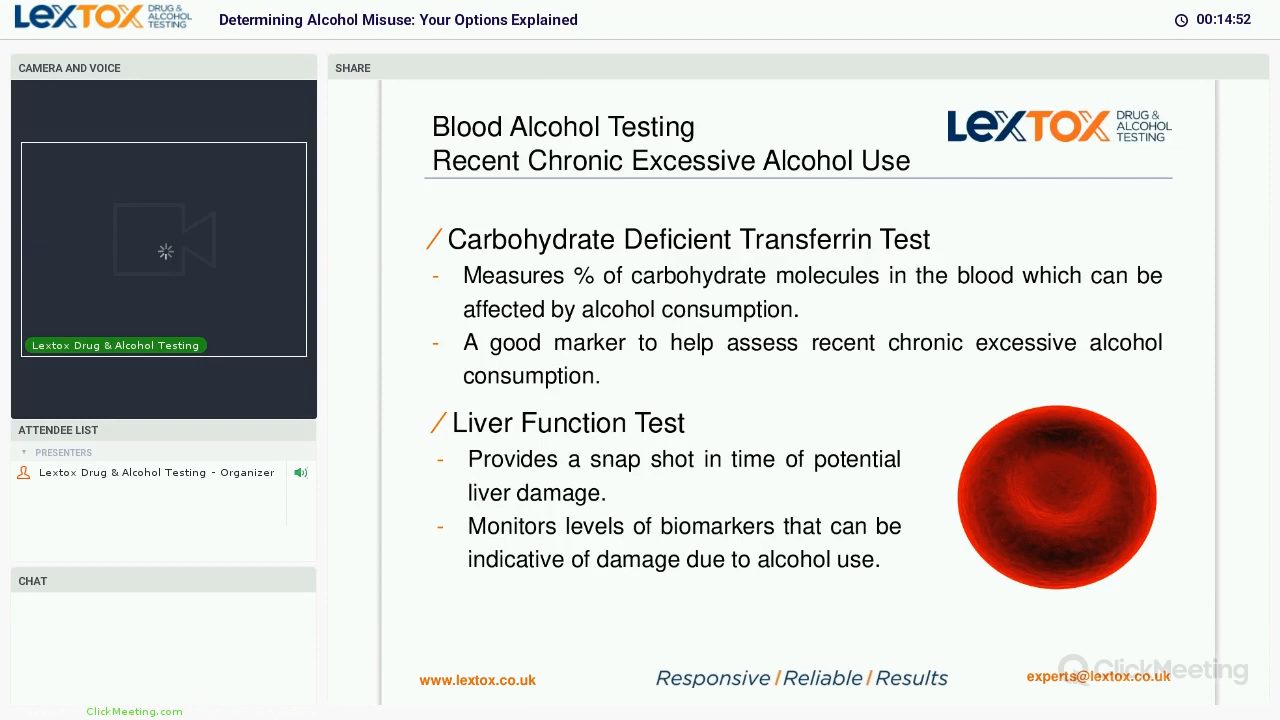 LEXTOX DRUG & ALCOHOL TESTING
Determining Alcohol Misuse: Your Options Explained
00:14:52
CAMERA AND VOICE
Lextox Drug & Alcohol Testing
ATTENDEE LIST
PRESENTERS
Lextox Drug & Alcohol Testing - Organizer
CHAT
ClickMeeting.com
SHARE
Blood Alcohol Testing
Recent Chronic Excessive Alcohol Use
LEXTOX DRUG & ALCOHOL TESTING
/ Carbohydrate Deficient Transferrin Test
- Measures % of carbohydrate molecules in the blood which can be
affected by alcohol consumption.
- A good marker to help assess recent chronic excessive alcohol
consumption.
/ Liver Function Test
- Provides a snap shot in time of potential
liver damage.
- Monitors levels of biomarkers that can be
indicative of damage due to alcohol use.
www.lextox.co.uk
Responsive / Reliable / Results
experts@lextox.co.uk
ClickMeeting